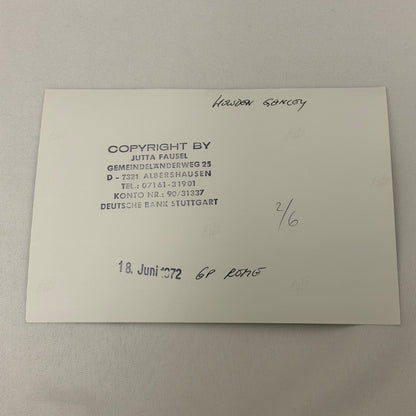 HOWDEN GANLEY
COPYRIGHT BY
JUTTA FAUSEL
GEMEINDELÄNDERWEG 25
D - 7321 ALBERSHAUSEN
TEL.: 07161-31901
KONTO NR.: 90/31337
DEUTSCHE BANK STUTTGART
2/6
18. Juni 1972 GP ROME